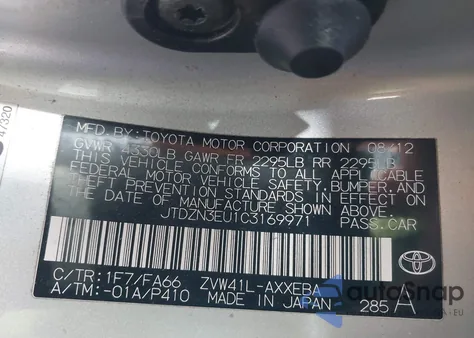 47320
MFD. BY: TOYOTA MOTOR CORPORATION 08/12
GVWR 4330LB GAWR FR 2295LB RR 2295LB
THIS VEHICLE CONFORMS TO ALL APPLICABLE
FEDERAL MOTOR VEHICLE SAFETY, BUMPER, AND
THEFT PREVENTION STANDARDS IN EFFECT ON
THE DATE OF MANUFACTURE SHOWN ABOVE.
JTDZN3EU1C3169971 PASS.CAR
C/TR: 1F7/FA66 ZVW41L-AXXEBA
A/TM: -01A/P410 MADE IN JAPAN 285 A
TOYOTA
autoSnap